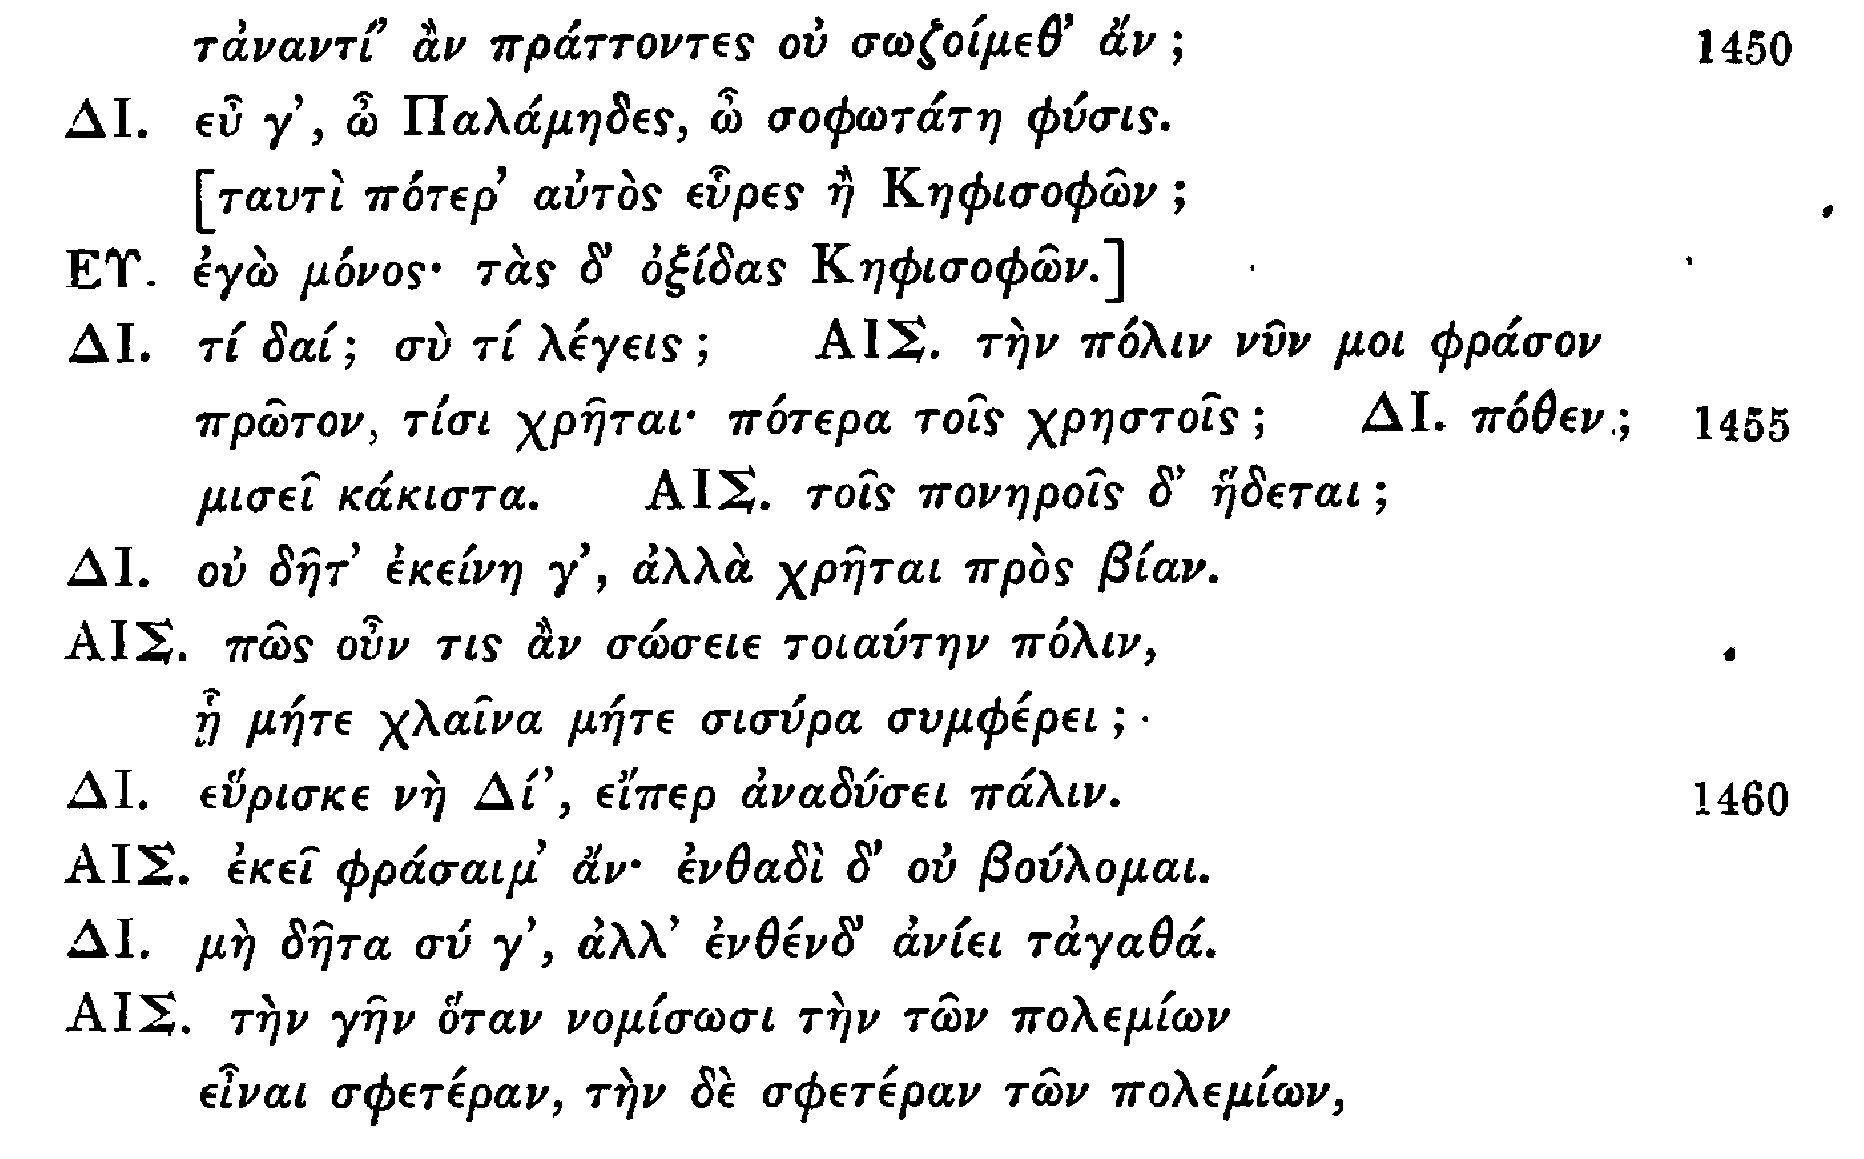 τἀναντί’ ἂν πράττοντες οὐ σωζοίμεθ’ ἄν ; 1450
ΔΙ. εὖ γ’, ὦ Παλάμηδες, ὦ σοφωτάτη φύσις.
[ταυτὶ πότερ’ αὐτὸς εὗρες ἢ Κηφισοφῶν ;
ΕΥ. ἐγὼ μόνος· τὰς δ’ ὀξίδας Κηφισοφῶν.]
ΔΙ. τί δαί ; σὺ τί λέγεις ; ΑΙΣ. τὴν πόλιν νῦν μοι φράσον
πρῶτον, τίσι χρῆται· πότερα τοῖς χρηστοῖς ; ΔΙ. πόθεν ; 1455
μισεῖ κάκιστα. ΑΙΣ. τοῖς πονηροῖς δ’ ἥδεται ;
ΔΙ. οὐ δῆτ’ ἐκείνη γ’, ἀλλὰ χρῆται πρὸς βίαν.
ΑΙΣ. πῶς οὖν τις ἂν σώσειε τοιαύτην πόλιν,
ᾗ μήτε χλαῖνα μήτε σισύρα συμφέρει ;
ΔΙ. εὕρισκε νὴ Δί’, εἴπερ ἀναδύσει πάλιν. 1460
ΑΙΣ. ἐκεῖ φράσαιμ’ ἄν· ἐνθαδὶ δ’ οὐ βούλομαι.
ΔΙ. μὴ δῆτα σύ γ’, ἀλλ’ ἐνθένδ’ ἀνίει τἀγαθά.
ΑΙΣ. τὴν γῆν ὅταν νομίσωσι τὴν τῶν πολεμίων
εἶναι σφετέραν, τὴν δὲ σφετέραν τῶν πολεμίων,